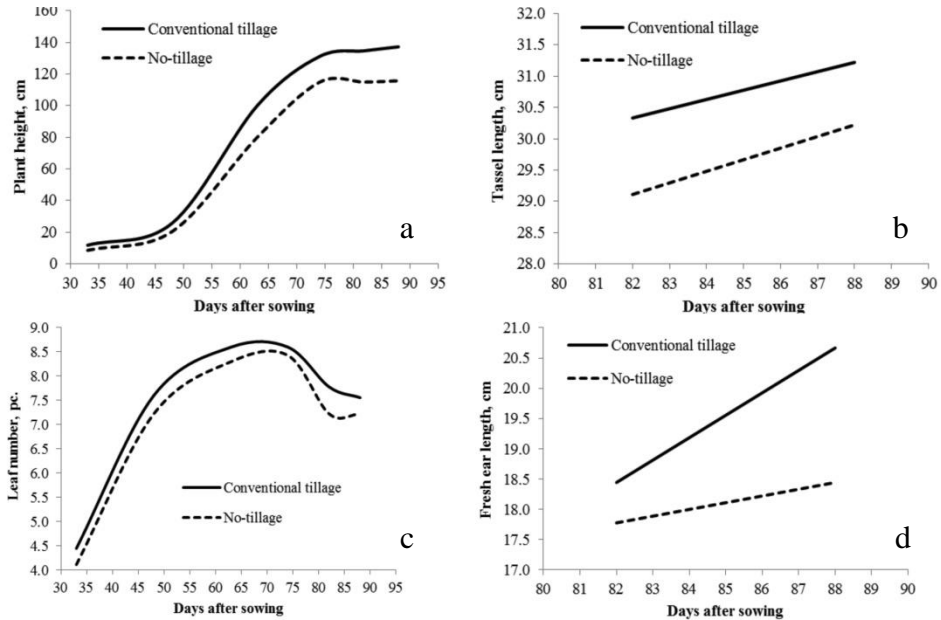 160
140
120
100
80
60
40
20
0
Plant height, cm
Conventional tillage
No-tillage
a
30 35 40 45 50 55 60 65 70 75 80 85 90 95
Days after sowing
32.0
31.5
31.0
30.5
30.0
29.5
29.0
28.5
28.0
Tassel length, cm
Conventional tillage
No-tillage
b
80 81 82 83 84 85 86 87 88 89 90
Days after sowing
9.0
8.5
8.0
7.5
7.0
6.5
6.0
5.5
5.0
4.5
4.0
Leaf number, pc.
Conventional tillage
No-tillage
c
30 35 40 45 50 55 60 65 70 75 80 85 90 95
Days after sowing
21.0
20.5
20.0
19.5
19.0
18.5
18.0
17.5
17.0
Fresh ear length, cm
Conventional tillage
No-tillage
d
80 81 82 83 84 85 86 87 88 89 90
Days after sowing